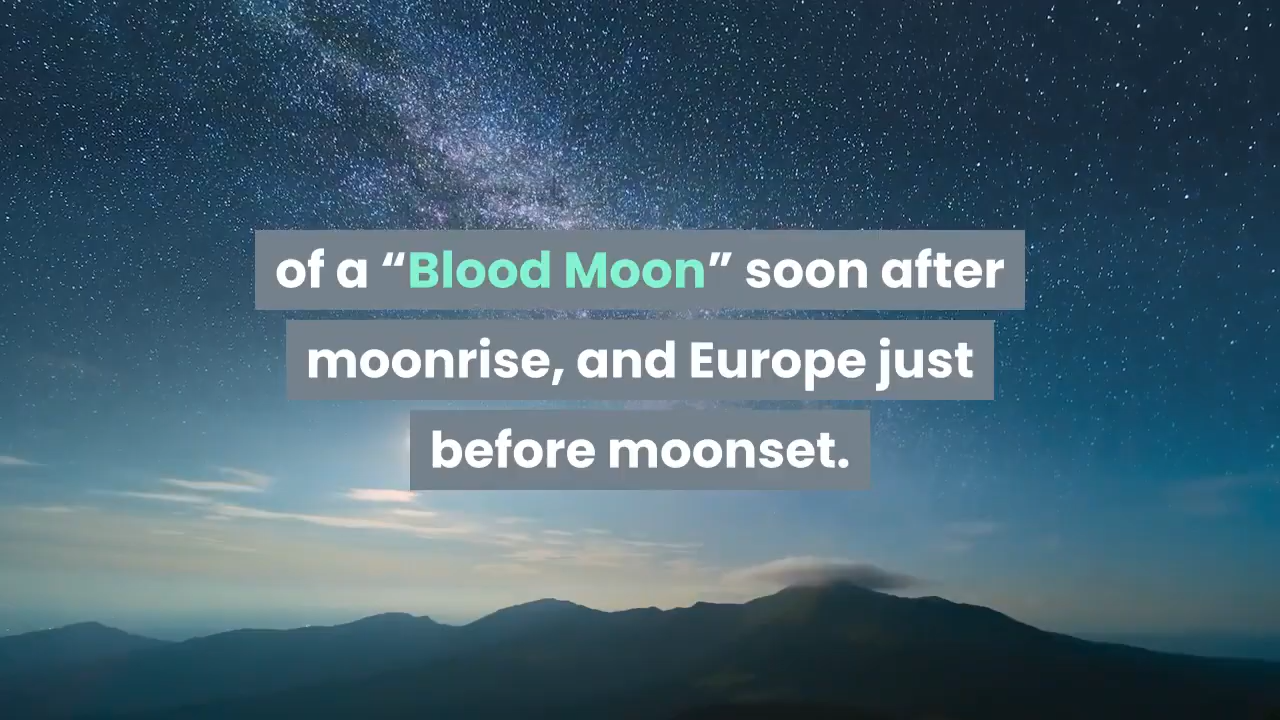 of a “Blood Moon” soon after
moonrise, and Europe just
before moonset.